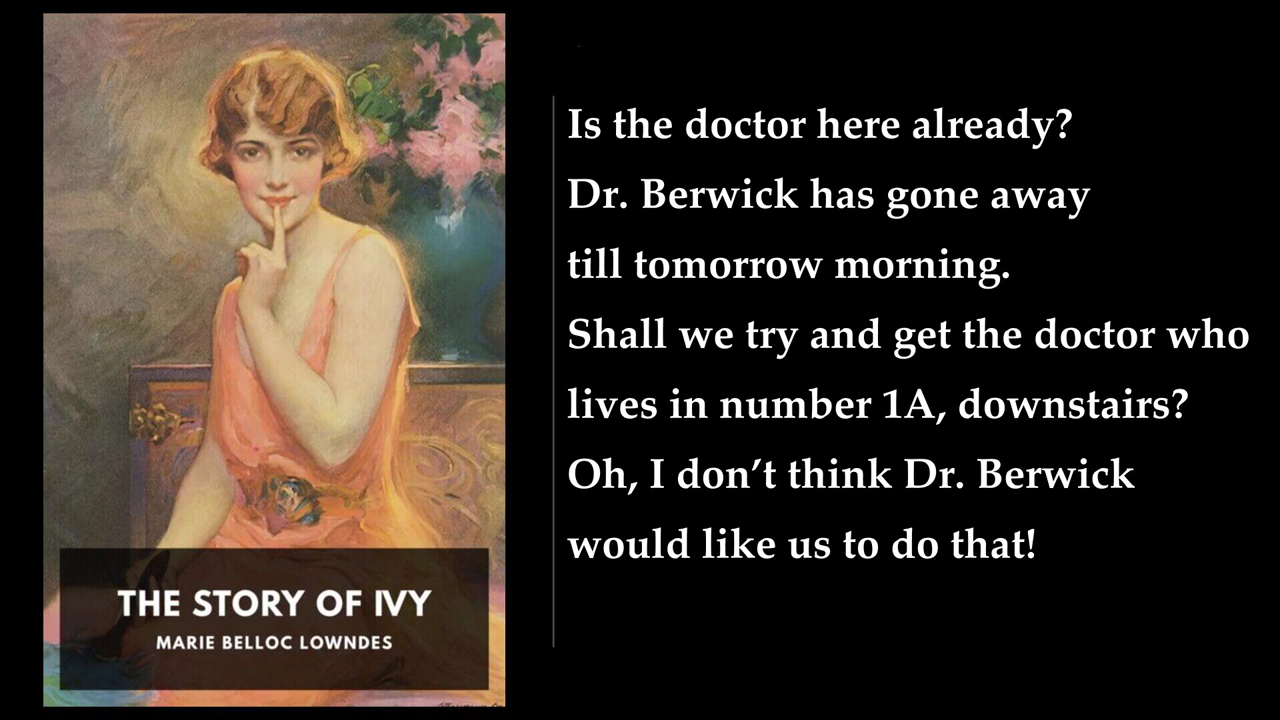 THE STORY OF IVY
MARIE BELLOC LOWNDES
Is the doctor here already?
Dr. Berwick has gone away
till tomorrow morning.
Shall we try and get the doctor who
lives in number 1A, downstairs?
Oh, I don’t think Dr. Berwick
would like us to do that!